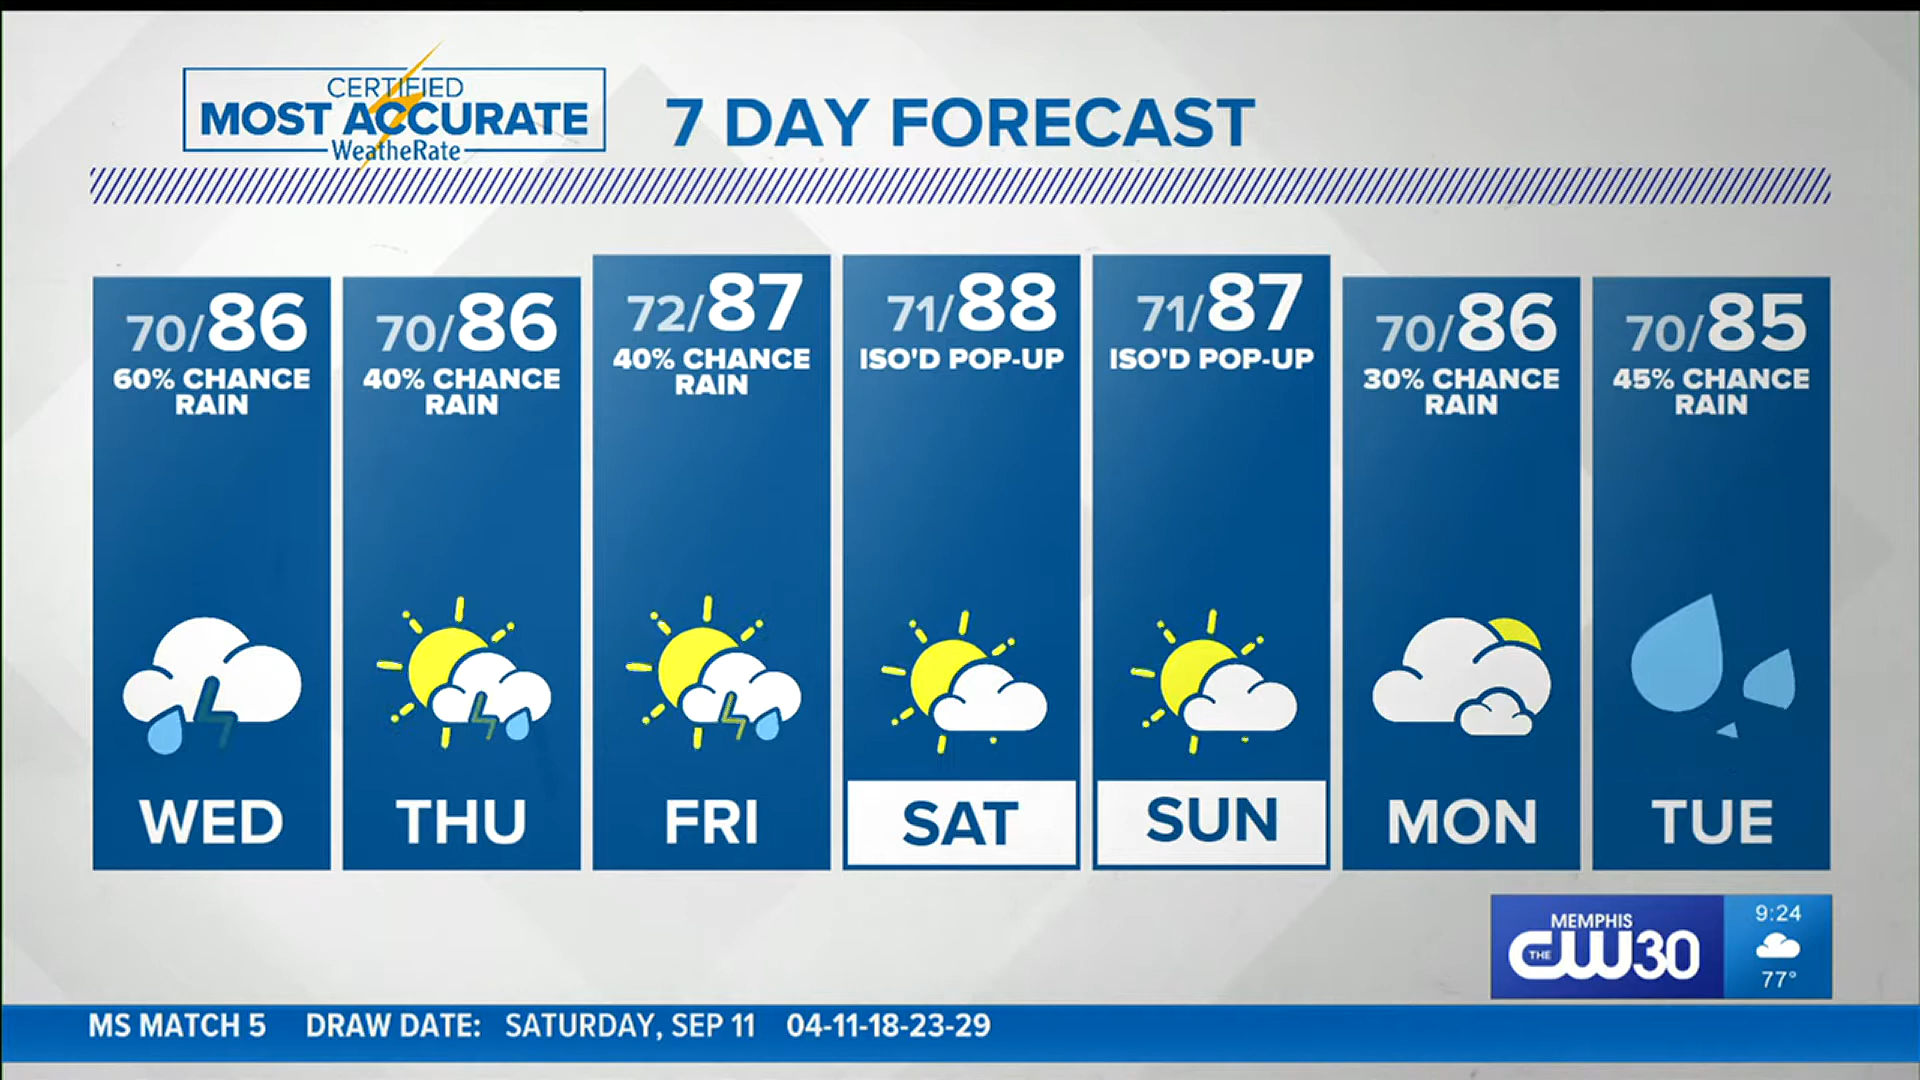 CERTIFIED
MOST ACCURATE
WeatheRate
7 DAY FORECAST
70/86
60% CHANCE
RAIN
WED
70/86
40% CHANCE
RAIN
THU
72/87
40% CHANCE
RAIN
FRI
71/88
ISO'D POP-UP
SAT
71/87
ISO'D POP-UP
SUN
70/86
30% CHANCE
RAIN
MON
70/85
45% CHANCE
RAIN
TUE
MEMPHIS
THE CW30
9:24
77°
MS MATCH 5 DRAW DATE: SATURDAY, SEP 11 04-11-18-23-29